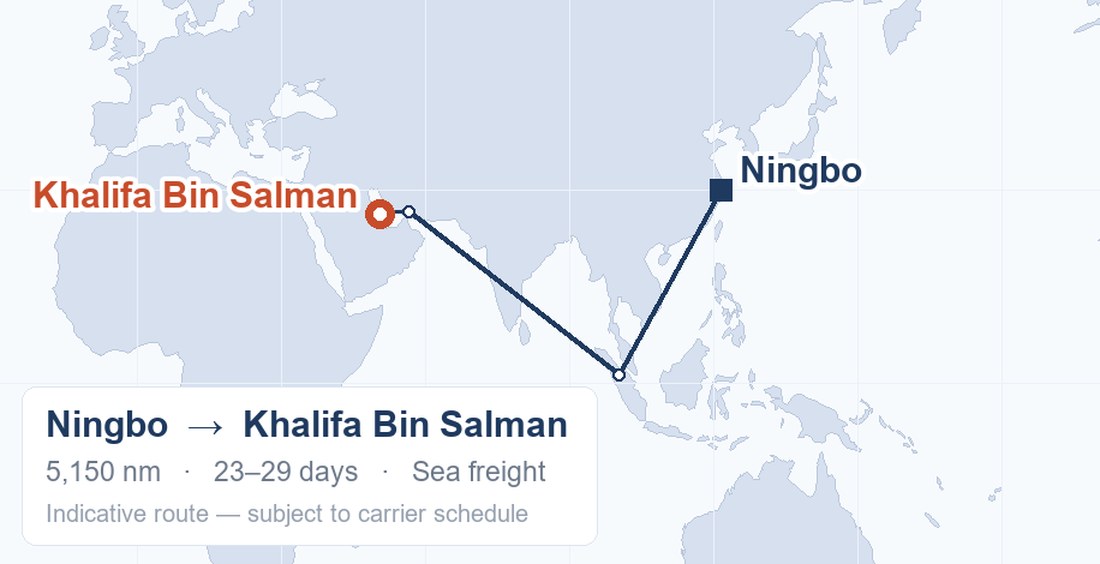 Ningbo
Khalifa Bin Salman
Ningbo → Khalifa Bin Salman
5,150 nm · 23–29 days · Sea freight
Indicative route — subject to carrier schedule